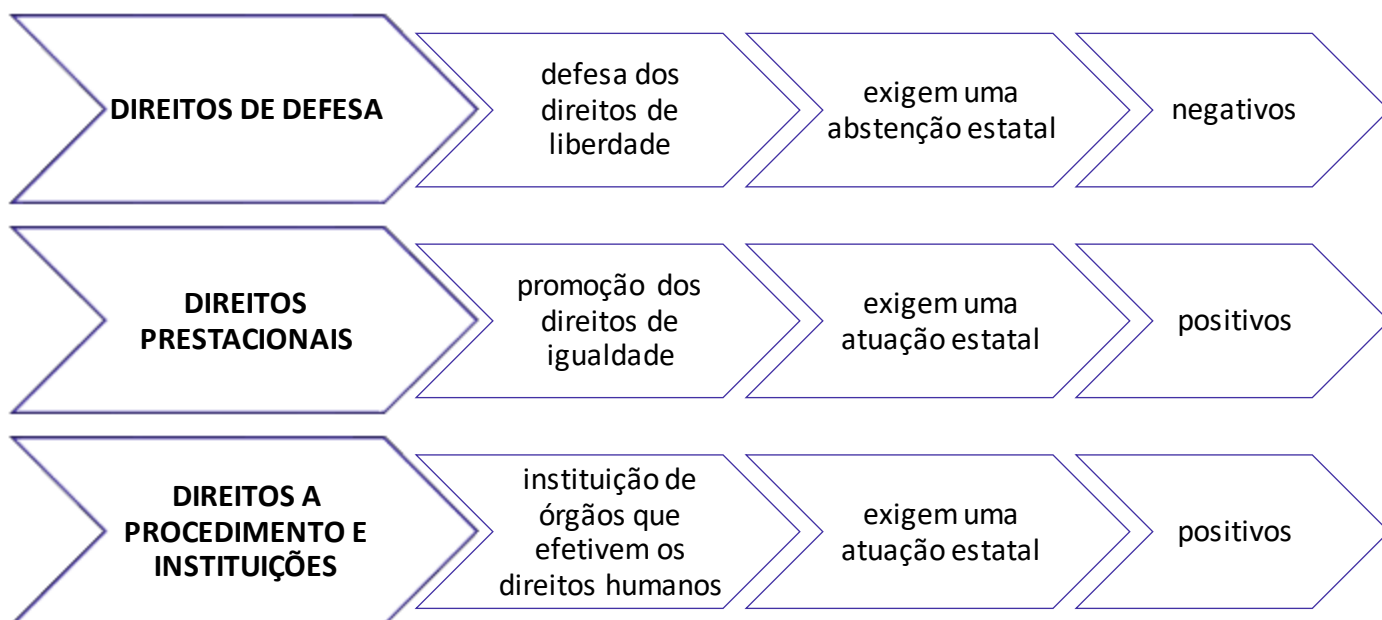 DIREITOS DE DEFESA
defesa dos
direitos de
liberdade
exigem uma
abstenção estatal
negativos
DIREITOS
PRESTACIONAIS
promoção dos
direitos de
igualdade
exigem uma
atuação estatal
positivos
DIREITOS A
PROCEDIMENTO E
INSTITUIÇÕES
instituição de
órgãos que
efetivem os
direitos humanos
exigem uma
atuação estatal
positivos